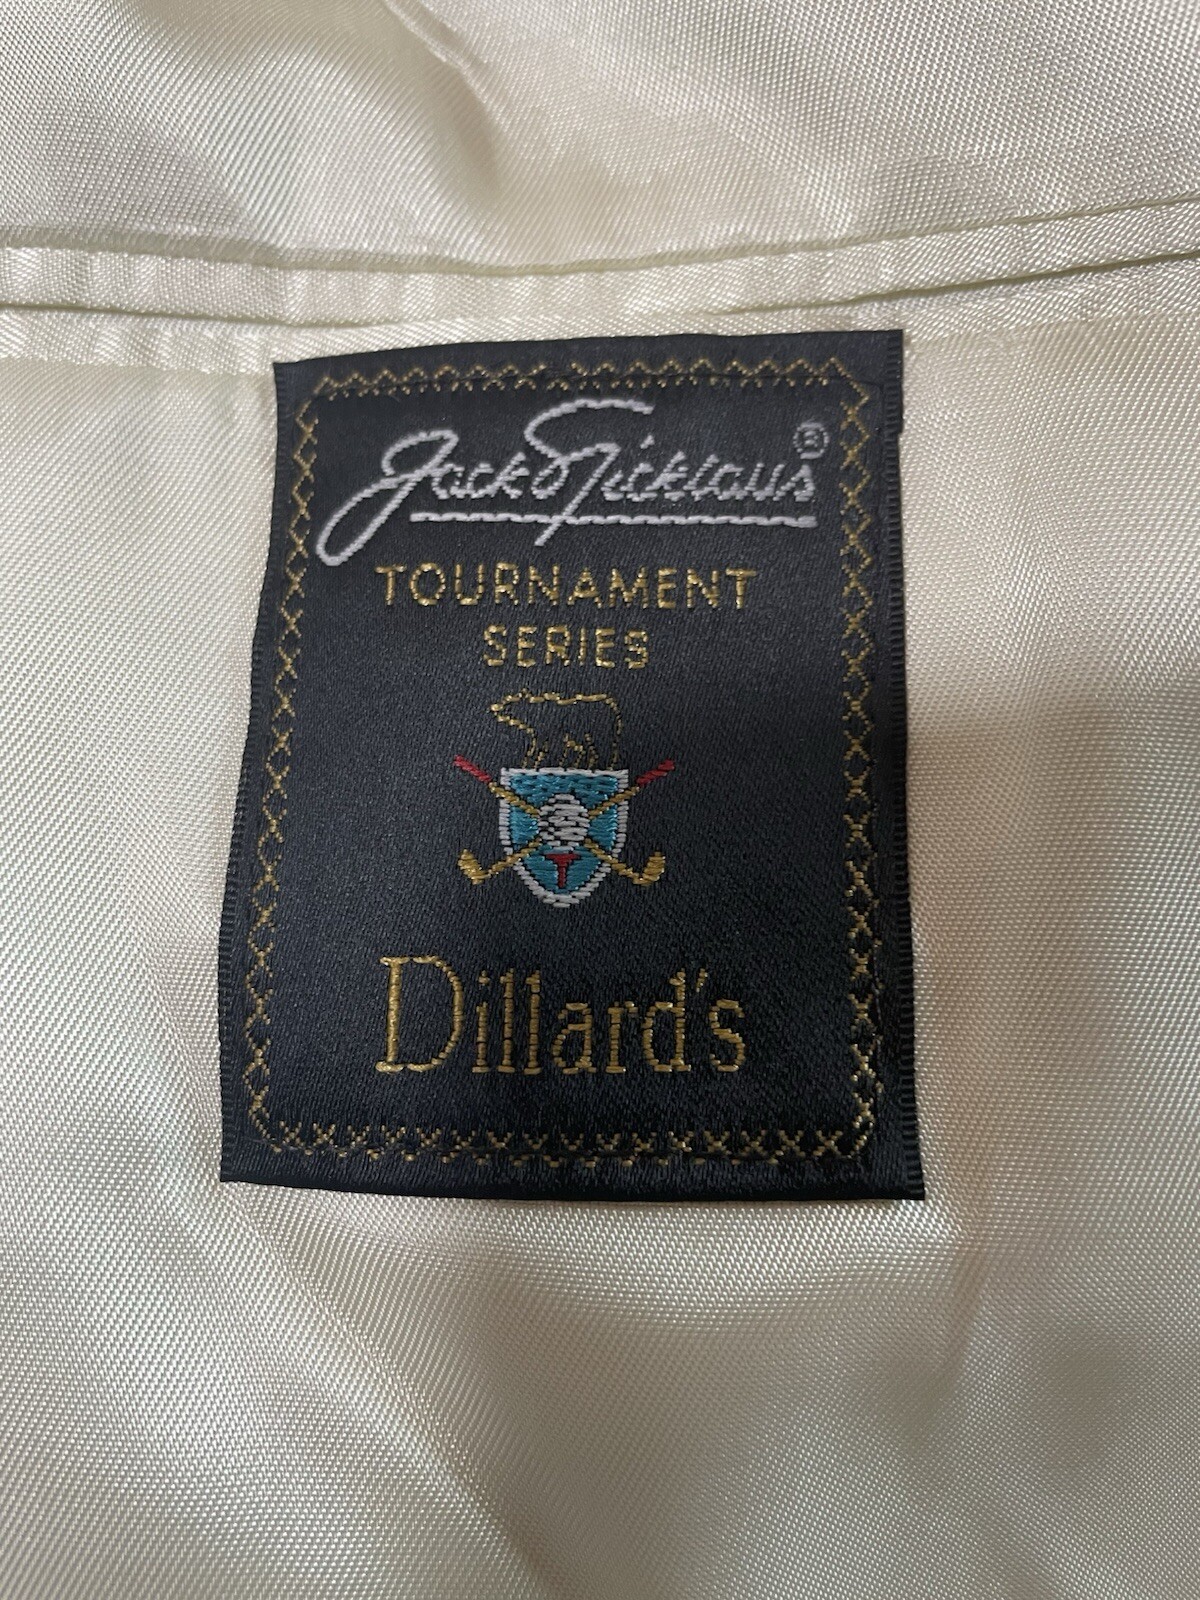 Jack Nicklaus®
TOURNAMENT
SERIES
Dillard's